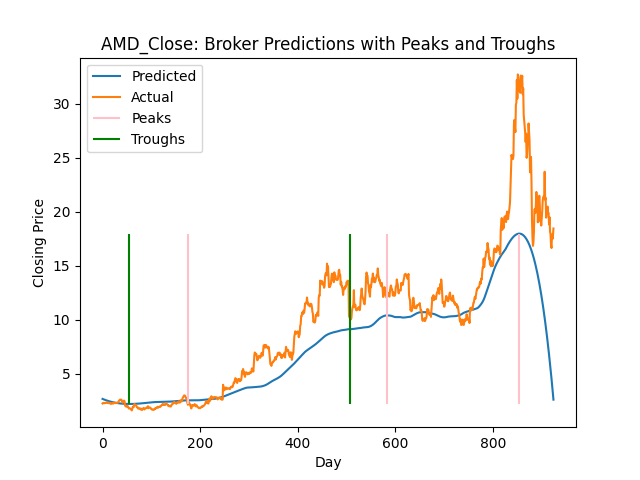 AMD_Close: Broker Predictions with Peaks and Troughs
Predicted
Actual
Peaks
Troughs
Closing Price
30
25
20
15
10
5
0
200
400
600
800
Day